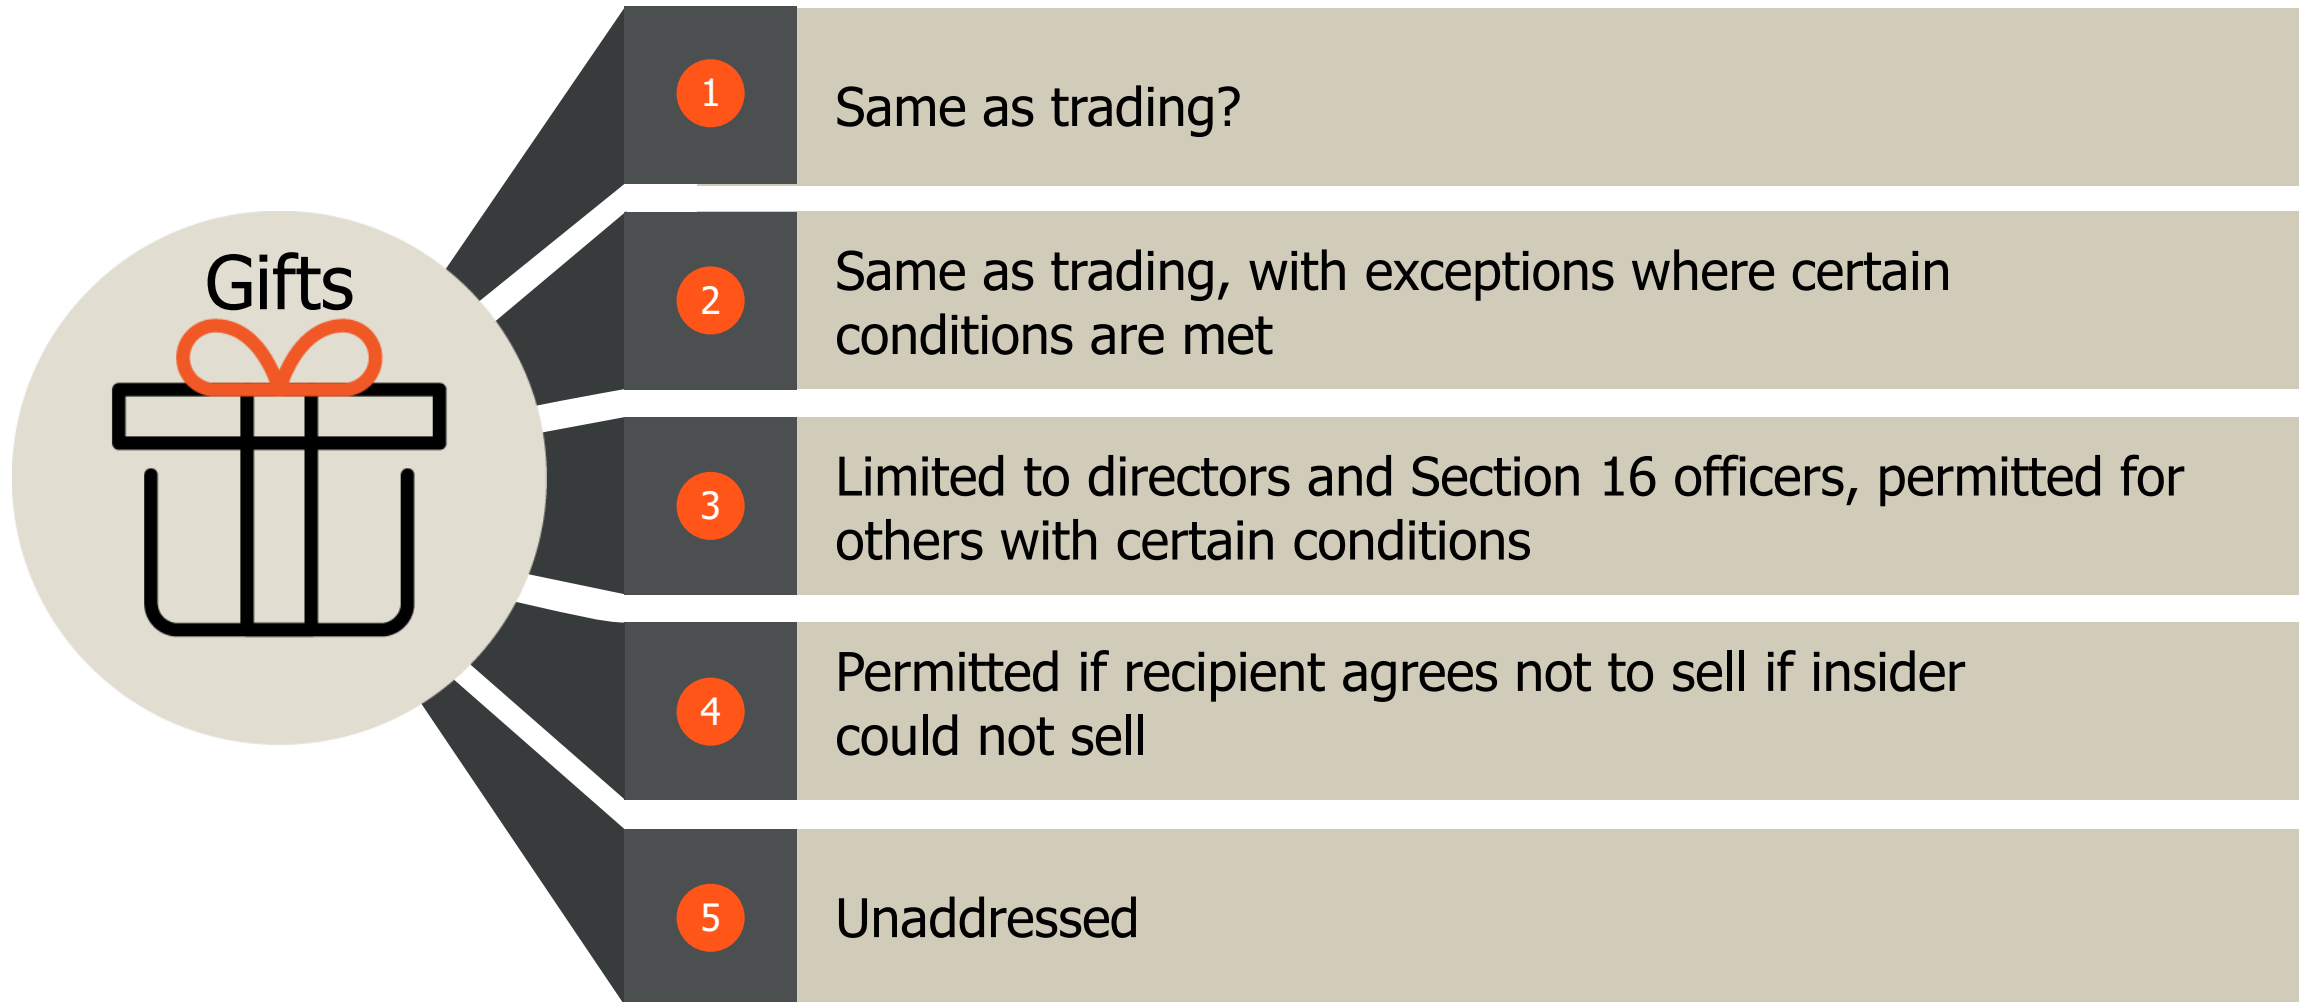 Gifts
1
Same as trading?
2
Same as trading, with exceptions where certain
conditions are met
3
Limited to directors and Section 16 officers, permitted for
others with certain conditions
4
Permitted if recipient agrees not to sell if insider
could not sell
5
Unaddressed